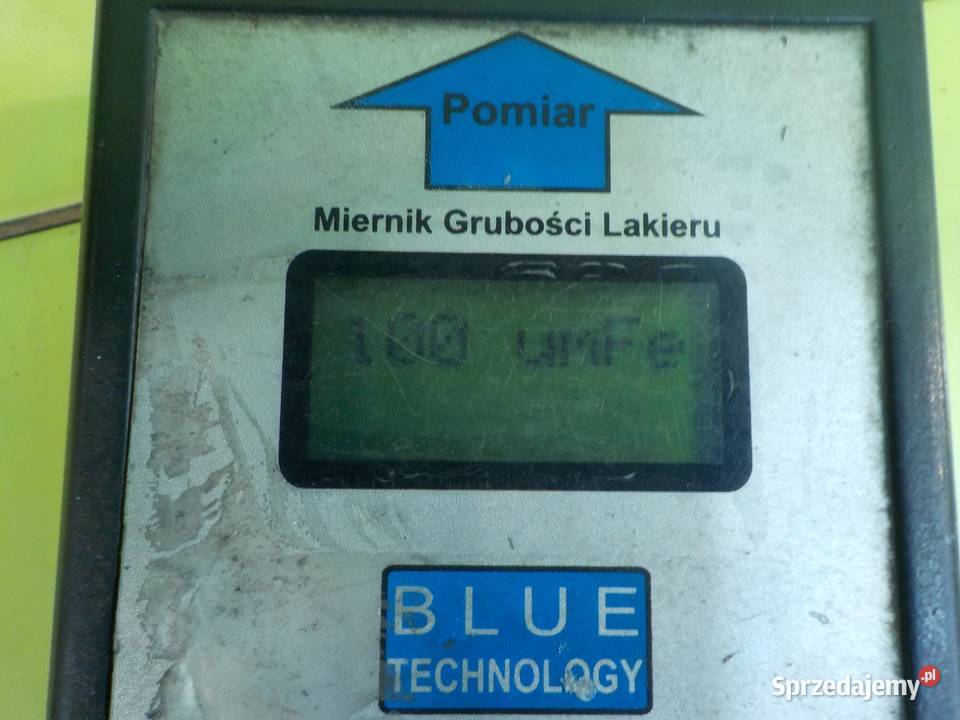 Pomiar
Miernik Grubości Lakieru
100 umFe
BLUE
TECHNOLOGY
Sprzedajemy.pl